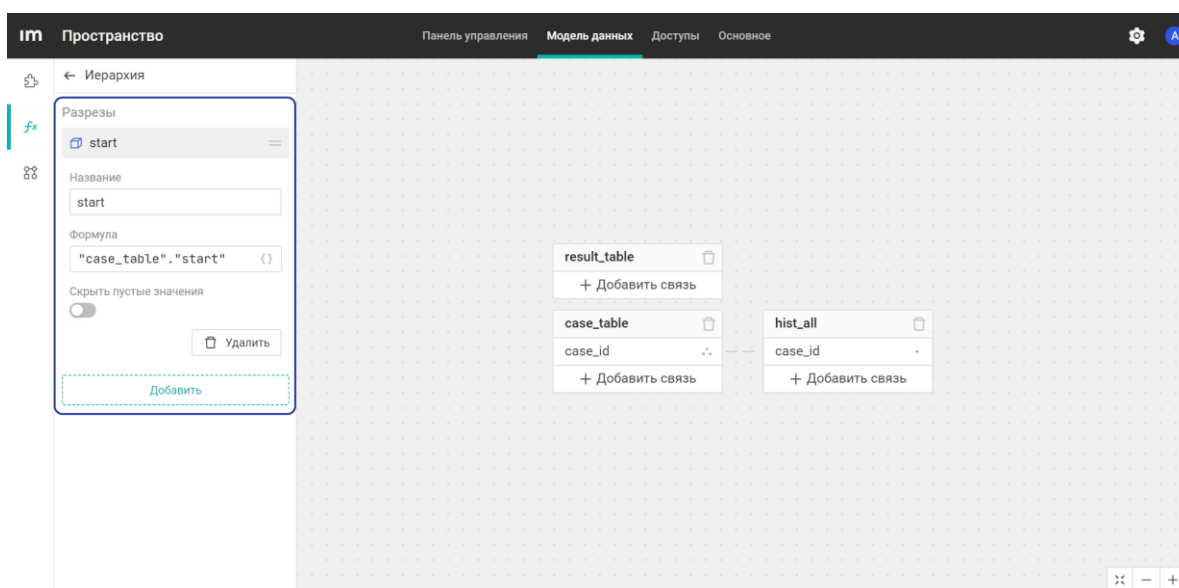 im Пространство Панель управления Модель данных Доступы Основное А
← Иерархия
Разрезы
fx
start
Название
start
Формула
"case_table"."start" {}
Скрыть пустые значения
Удалить
Добавить
result_table
+ Добавить связь
case_table
case_id
+ Добавить связь
hist_all
case_id
+ Добавить связь